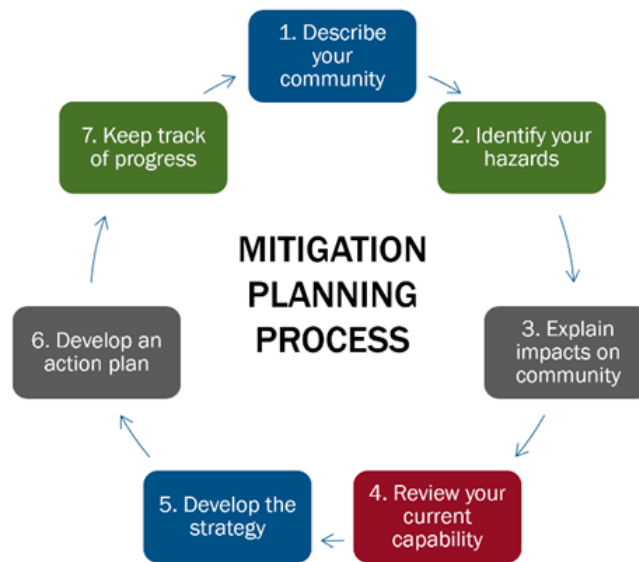 1. Describe
your
community
2. Identify your
hazards
3. Explain
impacts on
community
4. Review your
current
capability
5. Develop the
strategy
6. Develop an
action plan
7. Keep track
of progress
MITIGATION
PLANNING
PROCESS